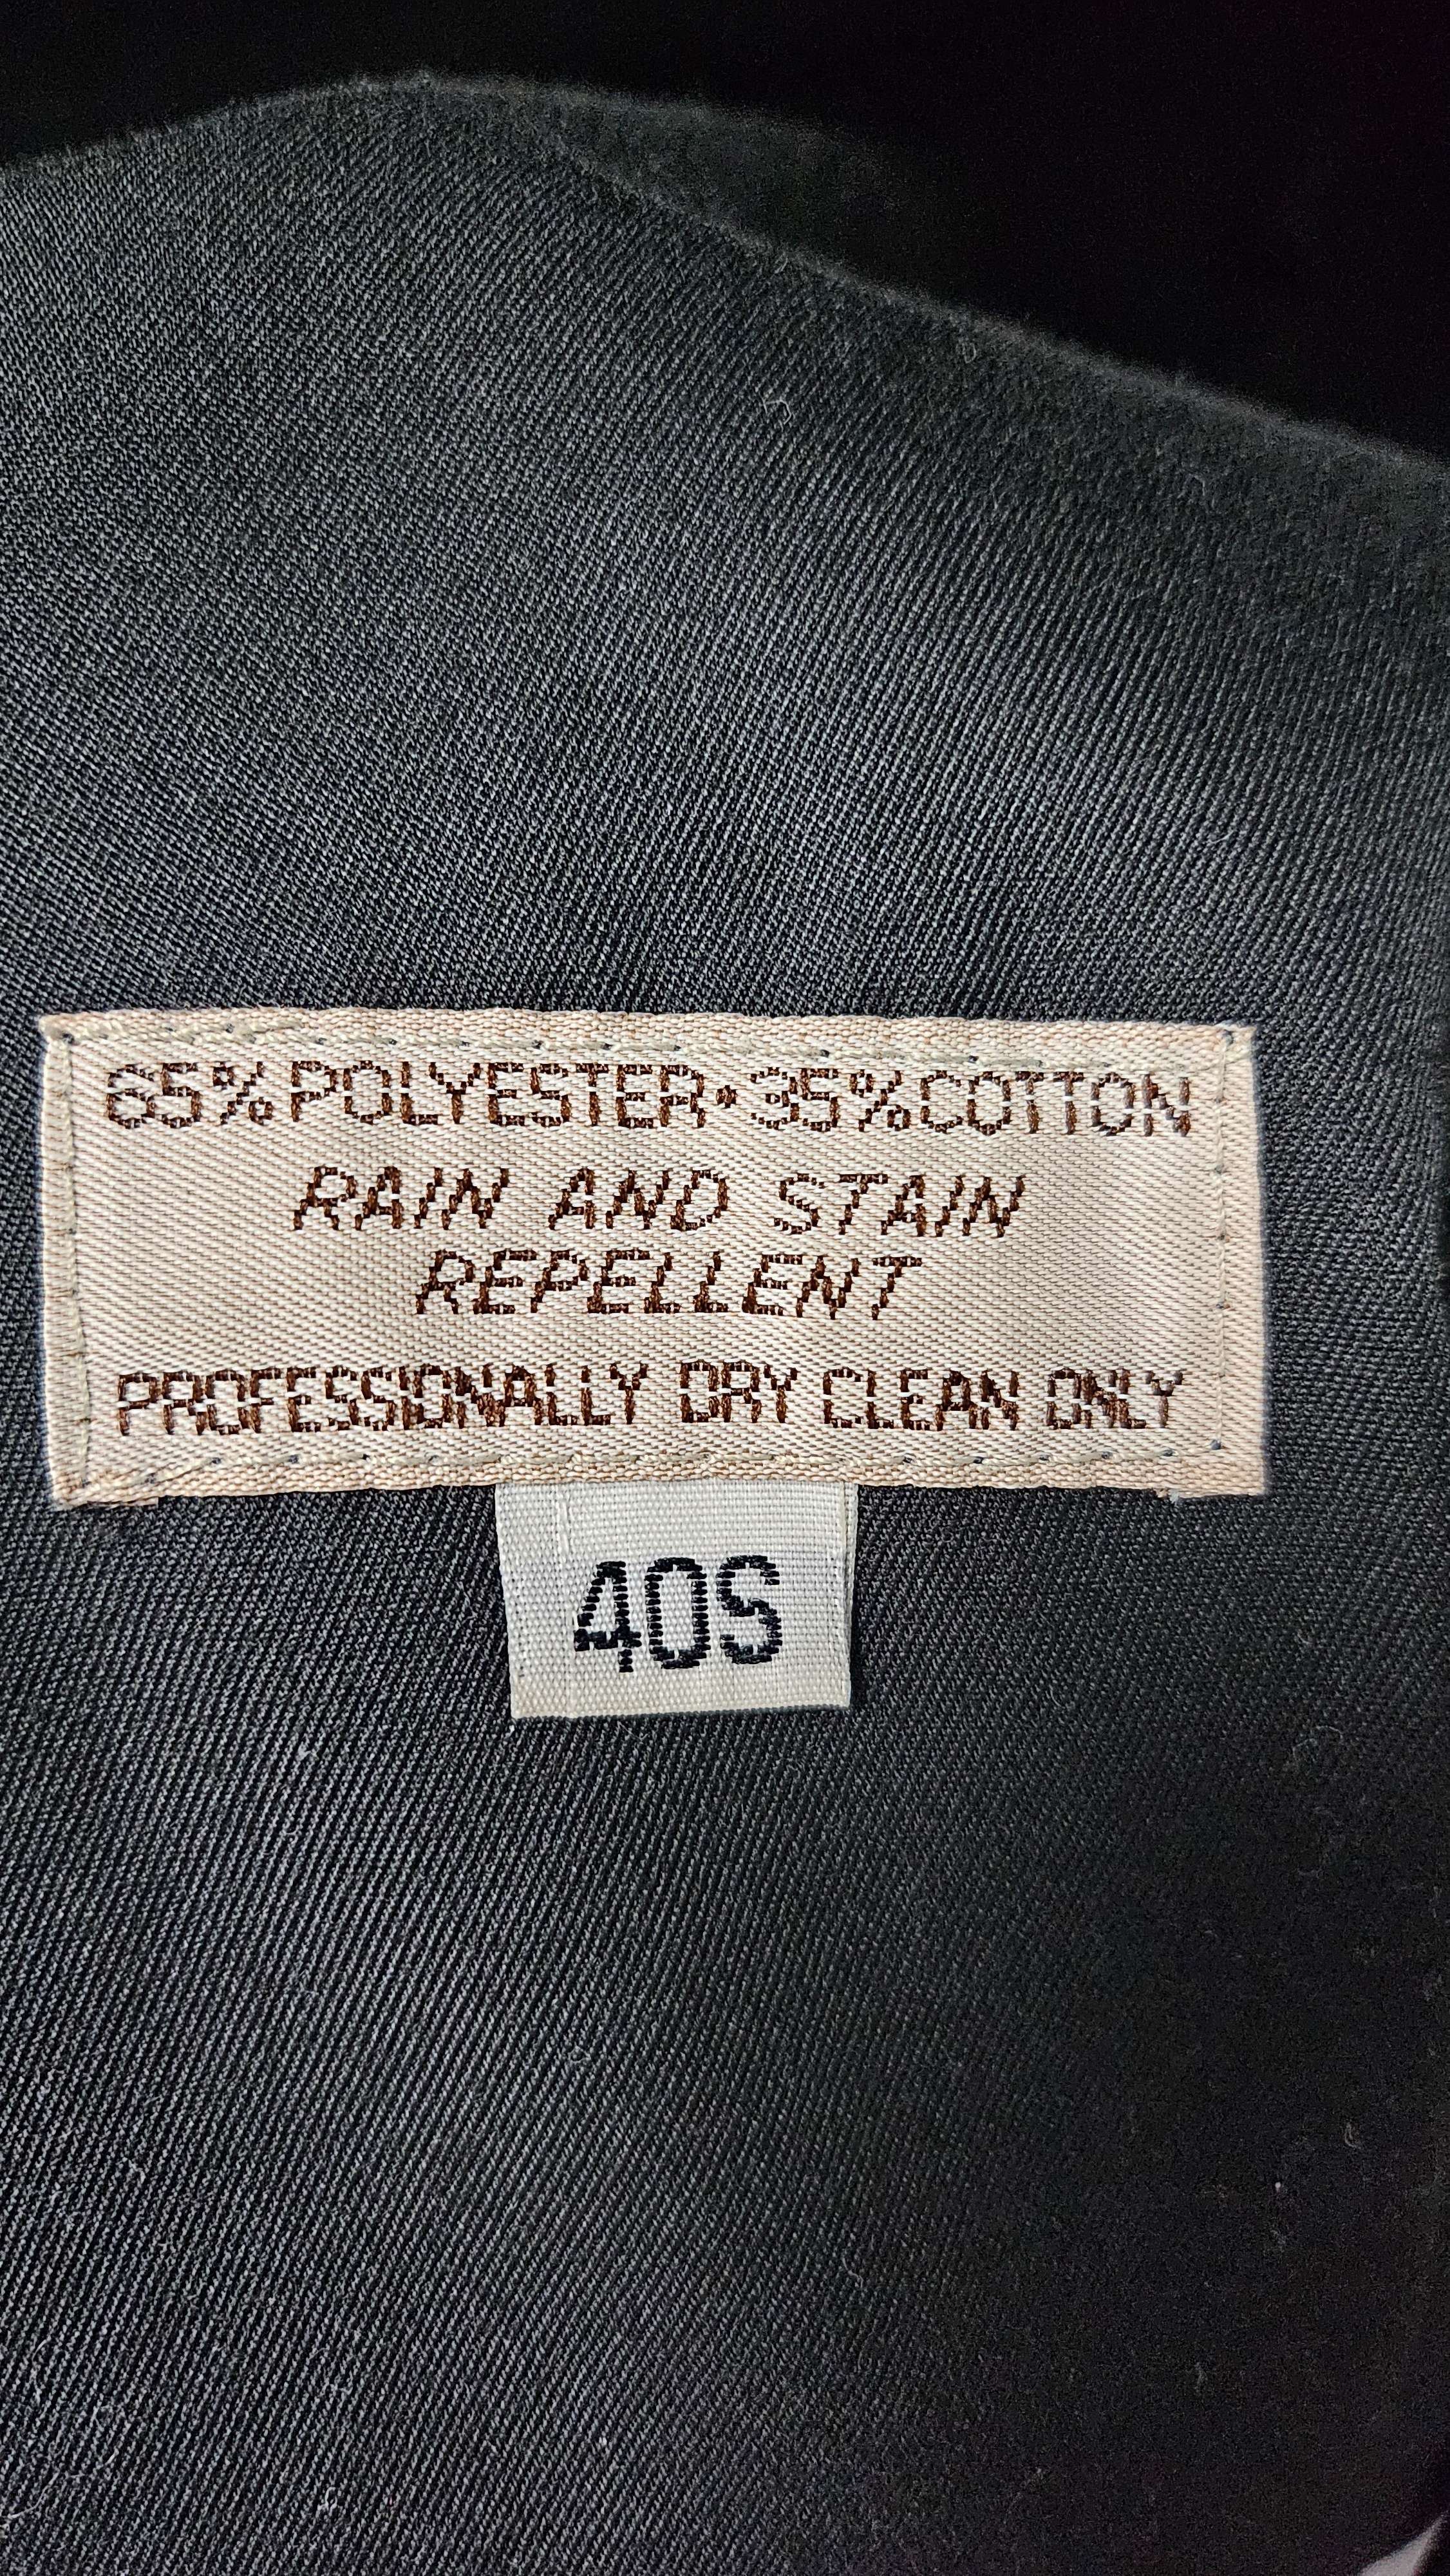 65% POLYESTER • 35% COTTON
RAIN AND STAIN
REPELLENT
PROFESSIONALLY DRY CLEAN ONLY
40S